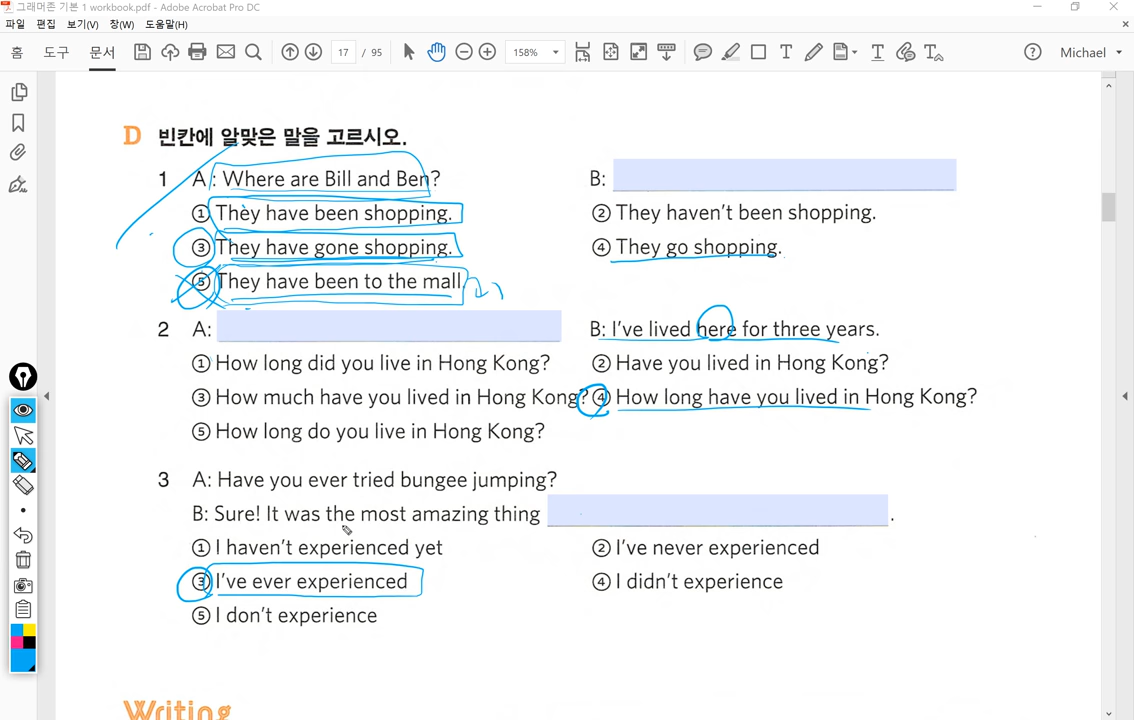 그래머존 기본 1 workbook.pdf - Adobe Acrobat Pro DC
파일 편집 보기(V) 창(W) 도움말(H)
홈 도구 문서 17 / 95 158% Michael
D 빈칸에 알맞은 말을 고르시오.
1 A : Where are Bill and Ben? B:
① They have been shopping. ② They haven't been shopping.
③ They have gone shopping. ④ They go shopping.
⑤ They have been to the mall.
2 A: B: I've lived here for three years.
① How long did you live in Hong Kong? ② Have you lived in Hong Kong?
③ How much have you lived in Hong Kong? ④ How long have you lived in Hong Kong?
⑤ How long do you live in Hong Kong?
3 A: Have you ever tried bungee jumping?
B: Sure! It was the most amazing thing .
① I haven't experienced yet ② I've never experienced
③ I've ever experienced ④ I didn't experience
⑤ I don't experience
Writing